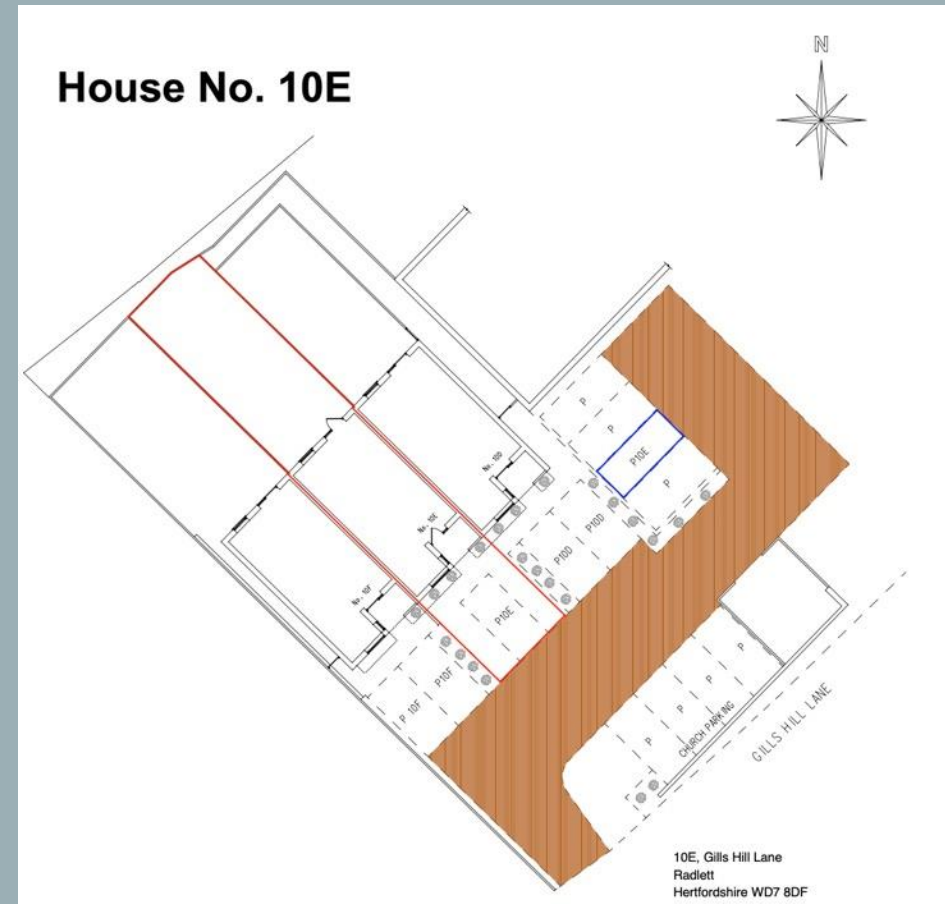 N
House No. 10E
P
P
P10E
P
No. 10D
P10D
P10D
No. 10E
P10E
No. 10F
P10F
P 10F
P
P
P
P
CHURCH PARKING
GILLS HILL LANE
10E, Gills Hill Lane
Radlett
Hertfordshire WD7 8DF